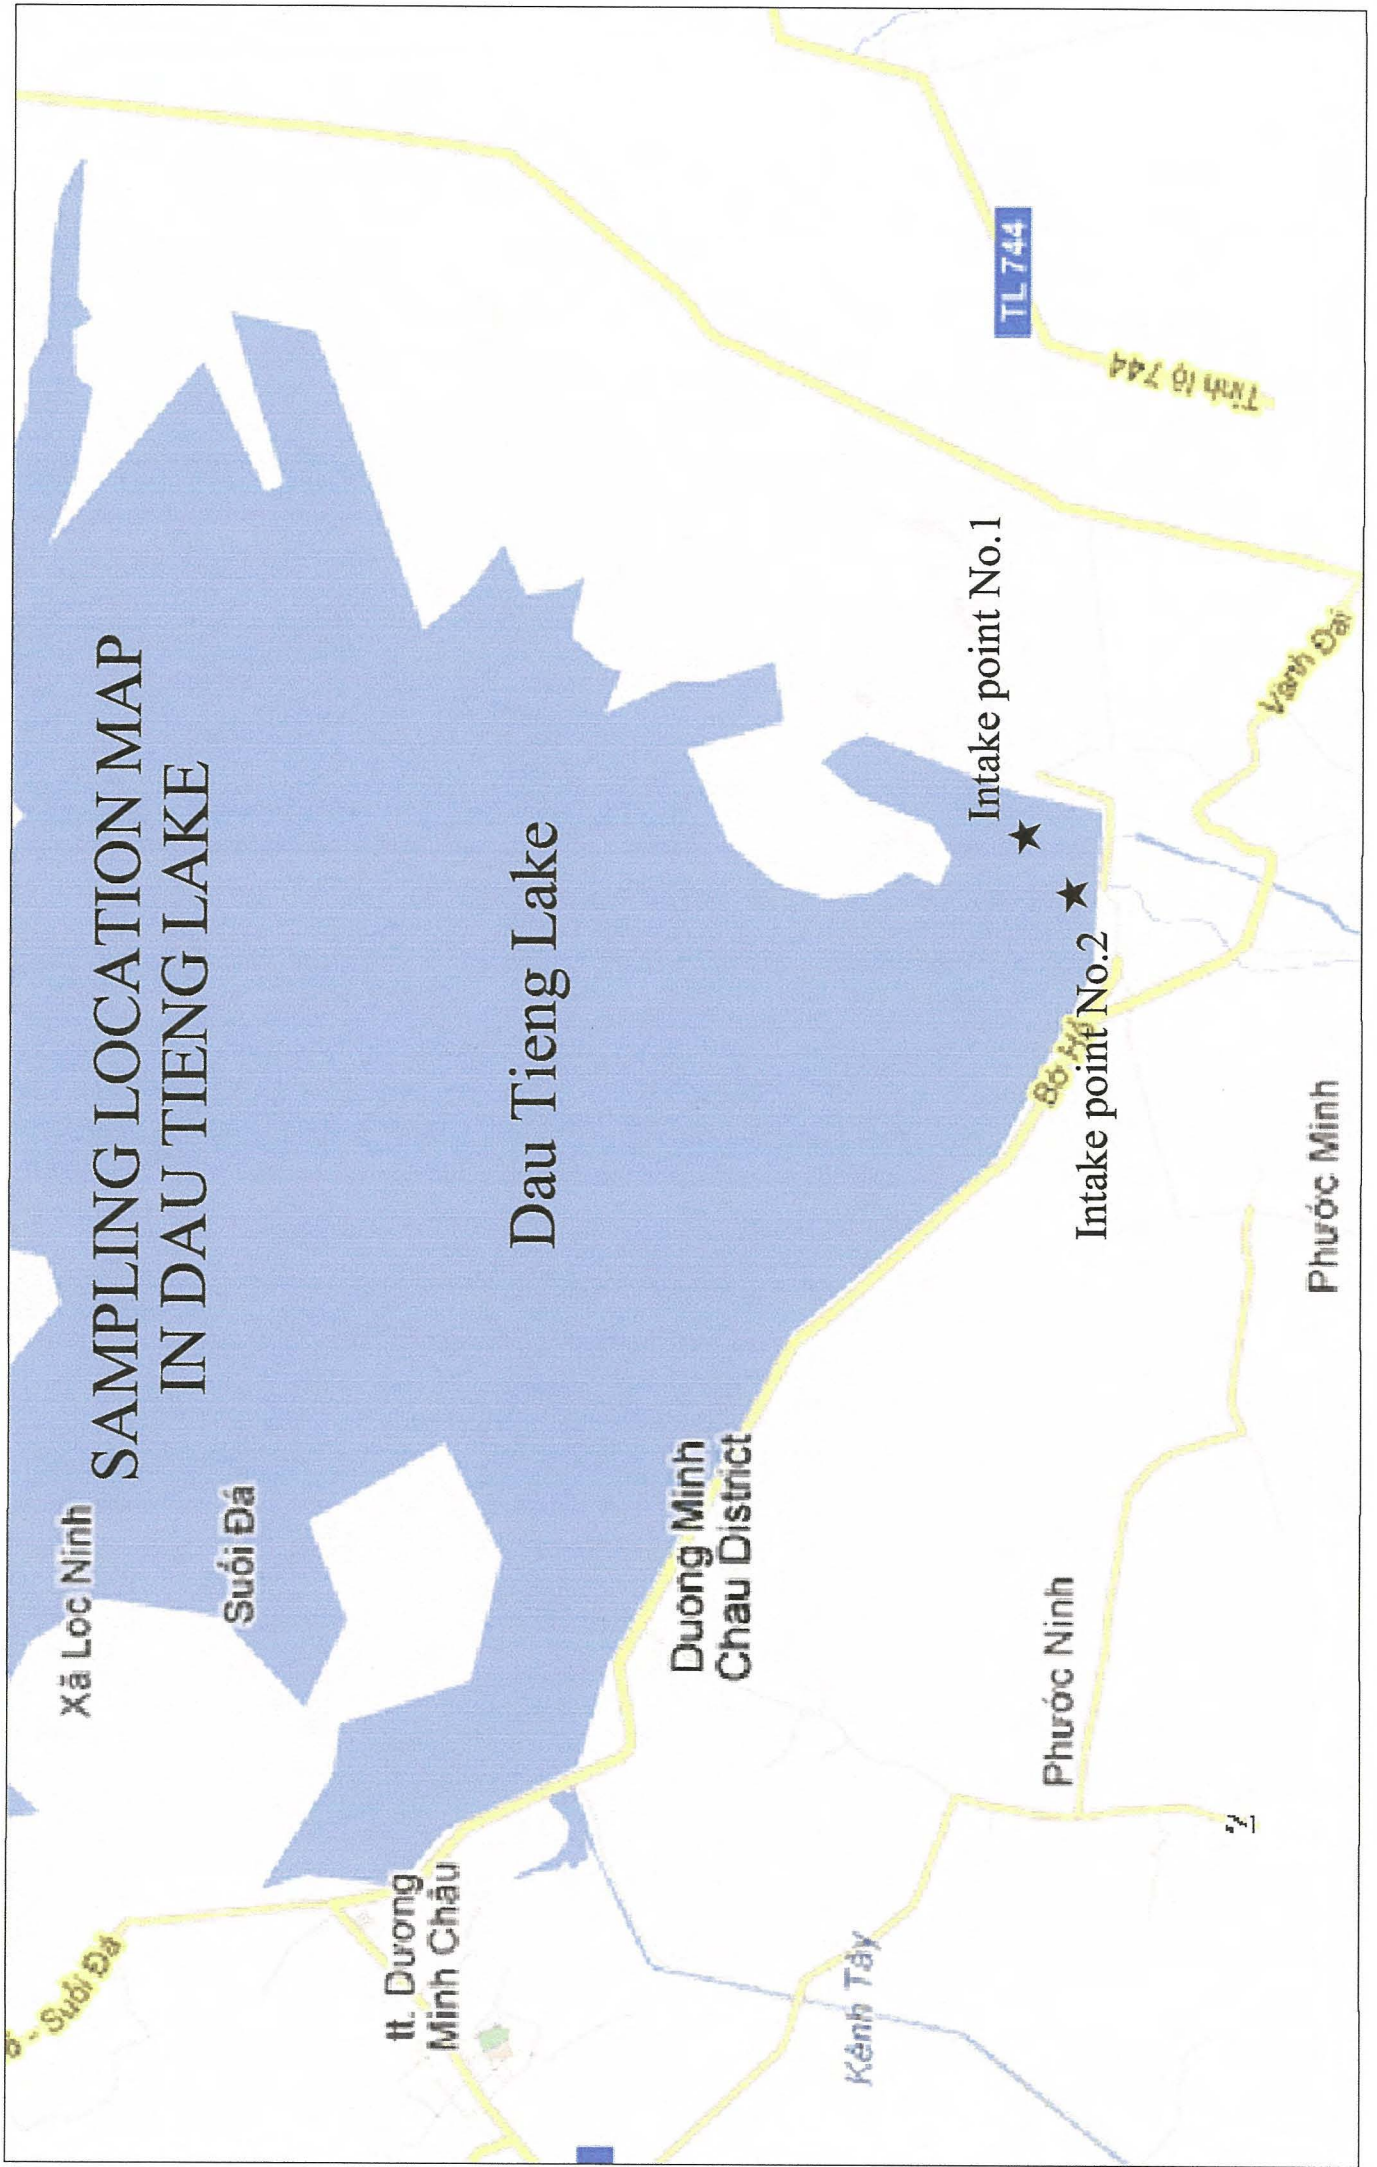 SAMPLING LOCATION MAP
IN DAU TIENG LAKE
Xã Lộc Ninh
Suối Đá
- Suối Đá
Dau Tieng Lake
tt. Dương
Minh Châu
Duong Minh
Chau District
TL 744
Tỉnh lộ 744
Intake point No.1
Intake point No.2
Bờ Hồ
Vành Đai
Kênh Tây
Phước Ninh
Phước Minh